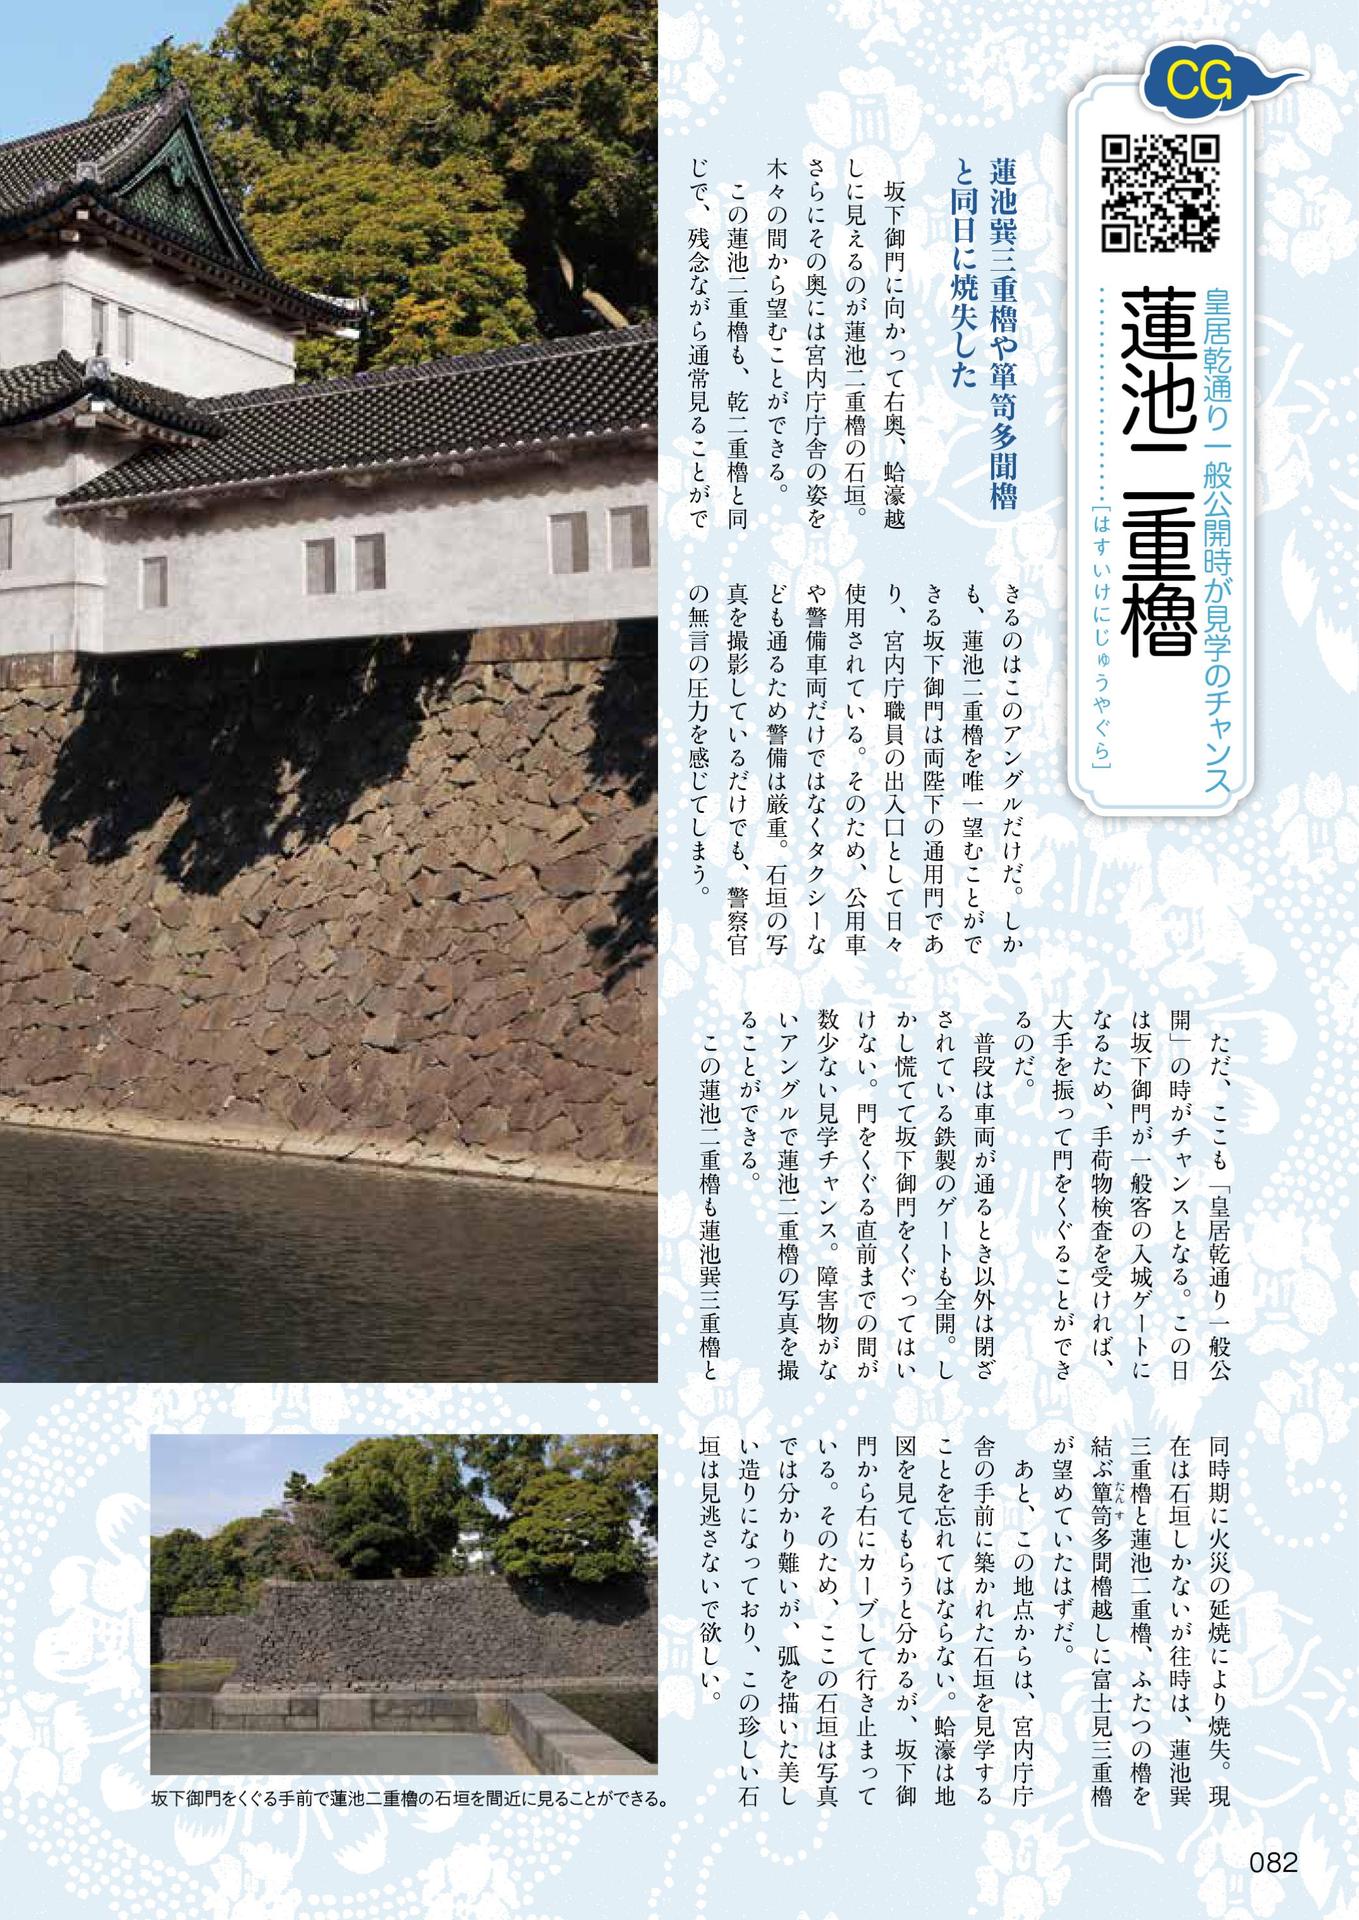 CG
皇居乾通り一般公開時が見学のチャンス
蓮池二重櫓
[はすいけにじゅうやぐら]
蓮池巽三重櫓や箪笥多聞櫓
と同日に焼失した
坂下御門に向かって右奥、蛤濠越
しに見えるのが蓮池二重櫓の石垣。
さらにその奥には宮内庁庁舎の姿を
木々の間から望むことができる。
この蓮池二重櫓も、乾二重櫓と同
じで、残念ながら通常見ることがで
きるのはこのアングルだけだ。しか
も、蓮池二重櫓を唯一望むことがで
きる坂下御門は両陛下の通用門であ
り、宮内庁職員の出入口として日々
使用されている。そのため、公用車
や警備車両だけではなくタクシーな
ども通るため警備は厳重。石垣の写
真を撮影しているだけでも、警察官
の無言の圧力を感じてしまう。
ただ、ここも「皇居乾通り一般公
開」の時がチャンスとなる。この日
は坂下御門が一般客の入城ゲートに
なるため、手荷物検査を受ければ、
大手を振って門をくぐることができ
るのだ。
普段は車両が通るとき以外は閉ざ
されている鉄製のゲートも全開。し
かし慌てて坂下御門をくぐってはい
けない。門をくぐる直前までの間が
数少ない見学チャンス。障害物がな
いアングルで蓮池二重櫓の写真を撮
ることができる。
この蓮池二重櫓も蓮池巽三重櫓と
同時期に火災の延焼により焼失。現
在は石垣しかないが往時は、蓮池巽
三重櫓と蓮池二重櫓、ふたつの櫓を
結ぶ箪笥多聞櫓越しに富士見三重櫓
たんす
が望めていたはずだ。
あと、この地点からは、宮内庁庁
舎の手前に築かれた石垣を見学する
ことを忘れてはならない。蛤濠は地
図を見てもらうと分かるが、坂下御
門から右にカーブして行き止まって
いる。そのため、ここの石垣は写真
では分かり難いが、弧を描いた美し
い造りになっており、この珍しい石
垣は見逃さないで欲しい。
坂下御門をくぐる手前で蓮池二重櫓の石垣を間近に見ることができる。
082